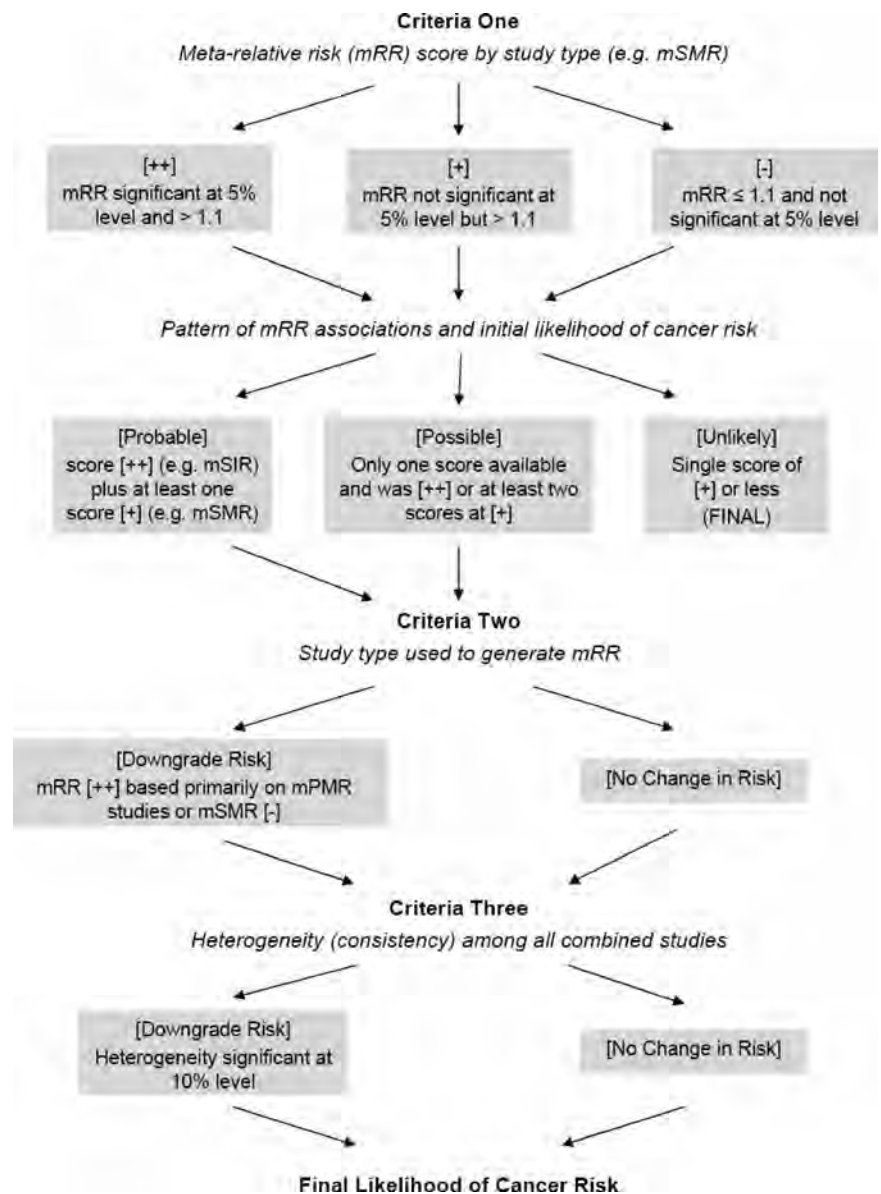 Criteria One
Meta-relative risk (mRR) score by study type (e.g. mSMR)
[++]
mRR significant at 5%
level and > 1.1
[+]
mRR not significant at
5% level but > 1.1
[-]
mRR ≤ 1.1 and not
significant at 5% level
Pattern of mRR associations and initial likelihood of cancer risk
[Probable]
score [++] (e.g. mSIR)
plus at least one
score [+] (e.g. mSMR)
[Possible]
Only one score available
and was [++] or at least two
scores at [+]
[Unlikely]
Single score of
[+] or less
(FINAL)
Criteria Two
Study type used to generate mRR
[Downgrade Risk]
mRR [++] based primarily on mPMR
studies or mSMR [-]
[No Change in Risk]
Criteria Three
Heterogeneity (consistency) among all combined studies
[Downgrade Risk]
Heterogeneity significant at
10% level
[No Change in Risk]
Final Likelihood of Cancer Risk